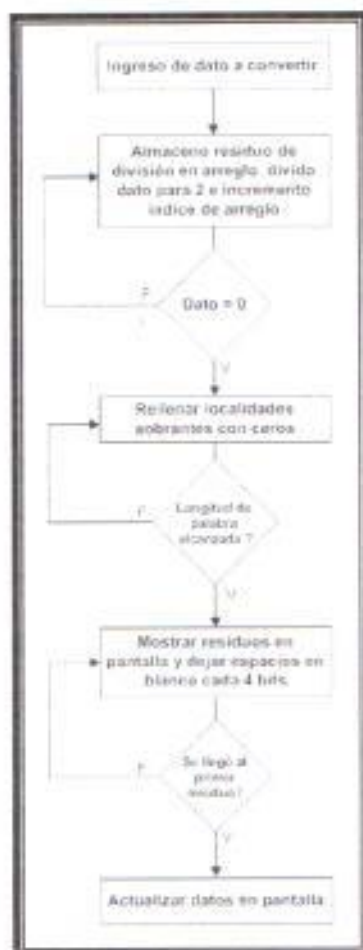 Ingreso de dato a convertir
Almaceno residuo de
división en arreglo, divido
dato para 2 e incremento
índice de arreglo
F
Dato = 0
V
Rellenar localidades
sobrantes con ceros
F
Longitud de
palabra
alcanzada ?
V
Mostrar residuos en
pantalla y dejar espacios en
blanco cada 4 bits.
F
Se llegó al
primer
residuo?
V
Actualizar datos en pantalla